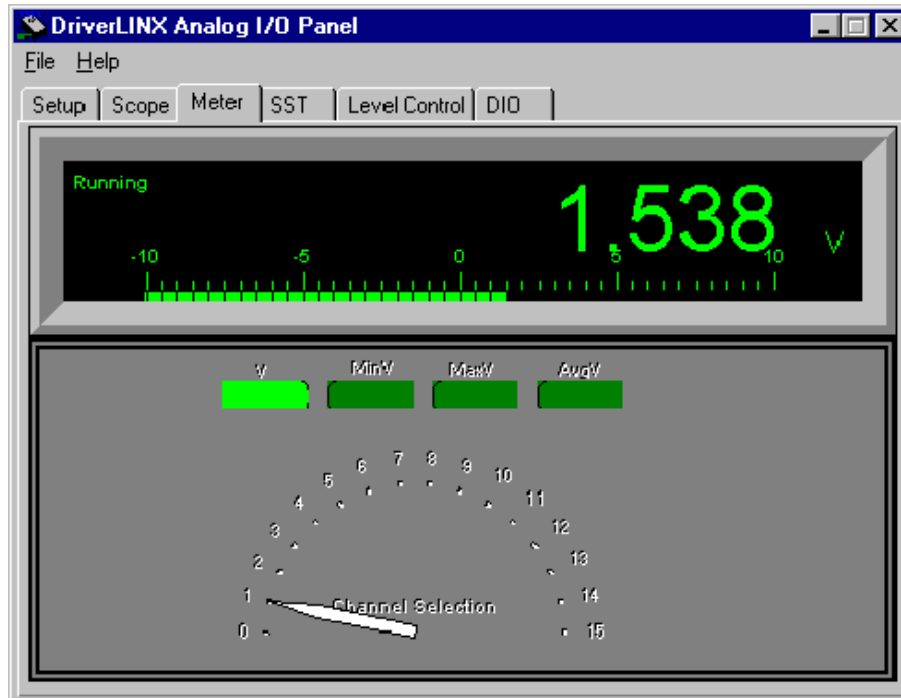 DriverLINX Analog I/O Panel
File Help
Setup Scope Meter SST Level Control DIO
Running
1.538 V
-10 -5 0 5 10
V MinV MaxV AvgV
0 1 2 3 4 5 6 7 8 9 10 11 12 13 14 15
Channel Selection